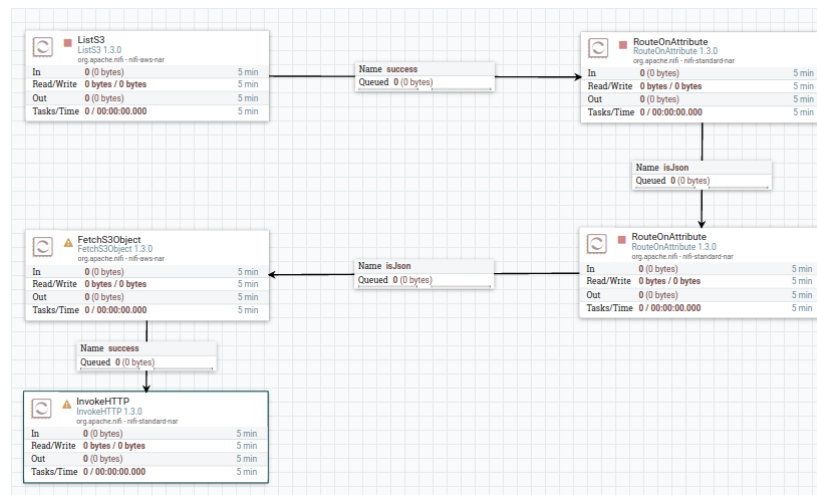 ListS3
ListS3 1.3.0
org.apache.nifi - nifi-aws-nar
In 0 (0 bytes) 5 min
Read/Write 0 bytes / 0 bytes 5 min
Out 0 (0 bytes) 5 min
Tasks/Time 0 / 00:00:00.000 5 min
Name success
Queued 0 (0 bytes)
RouteOnAttribute
RouteOnAttribute 1.3.0
org.apache.nifi - nifi-standard-nar
In 0 (0 bytes) 5 min
Read/Write 0 bytes / 0 bytes 5 min
Out 0 (0 bytes) 5 min
Tasks/Time 0 / 00:00:00.000 5 min
Name isJson
Queued 0 (0 bytes)
RouteOnAttribute
RouteOnAttribute 1.3.0
org.apache.nifi - nifi-standard-nar
In 0 (0 bytes) 5 min
Read/Write 0 bytes / 0 bytes 5 min
Out 0 (0 bytes) 5 min
Tasks/Time 0 / 00:00:00.000 5 min
Name isJson
Queued 0 (0 bytes)
FetchS3Object
FetchS3Object 1.3.0
org.apache.nifi - nifi-aws-nar
In 0 (0 bytes) 5 min
Read/Write 0 bytes / 0 bytes 5 min
Out 0 (0 bytes) 5 min
Tasks/Time 0 / 00:00:00.000 5 min
Name success
Queued 0 (0 bytes)
InvokeHTTP
InvokeHTTP 1.3.0
org.apache.nifi - nifi-standard-nar
In 0 (0 bytes) 5 min
Read/Write 0 bytes / 0 bytes 5 min
Out 0 (0 bytes) 5 min
Tasks/Time 0 / 00:00:00.000 5 min